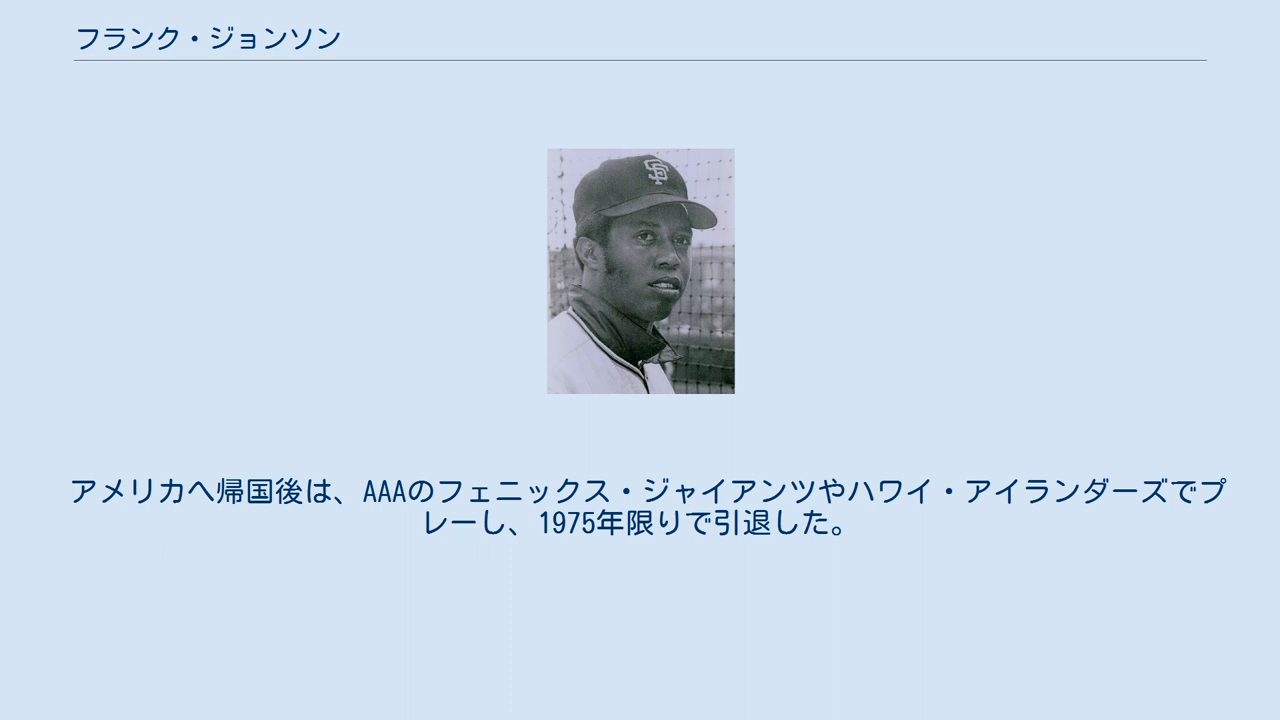 フランク・ジョンソン
SF
アメリカへ帰国後は、AAAのフェニックス・ジャイアンツやハワイ・アイランダーズでプ
レーし、1975年限りで引退した。